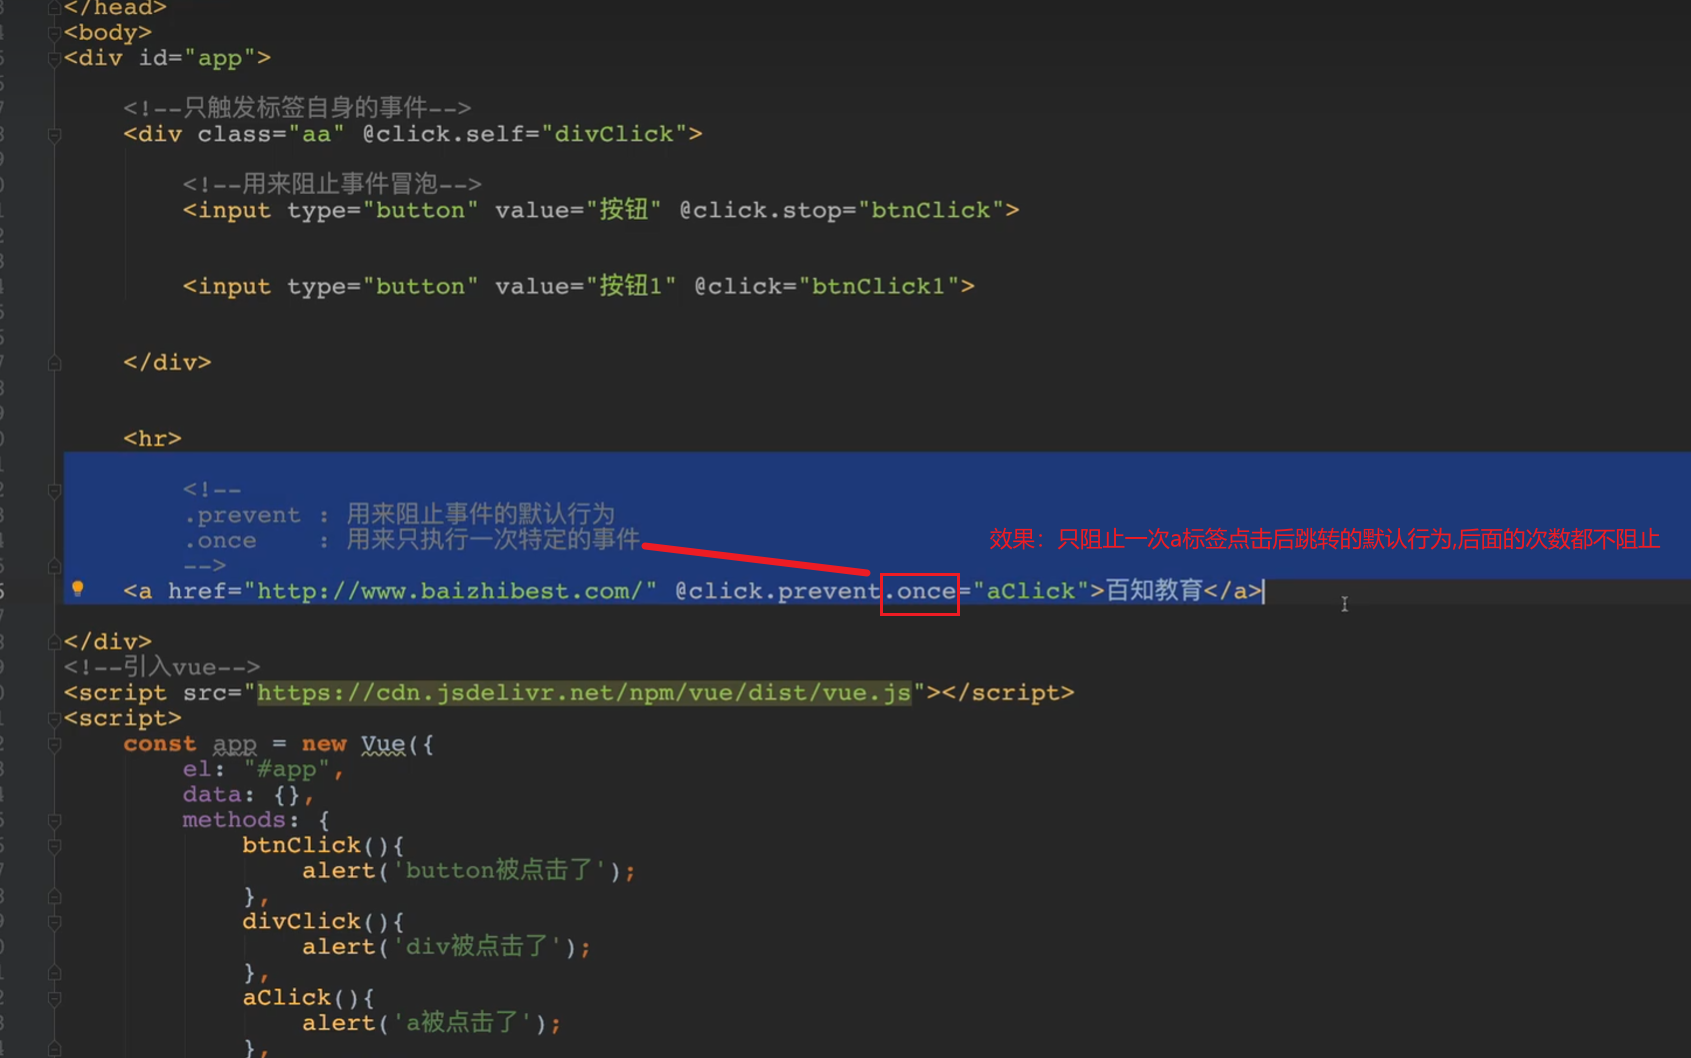 </head>
<body>
<div id="app">
<!--只触发标签自身的事件-->
<div class="aa" @click.self="divClick">
<!--用来阻止事件冒泡-->
<input type="button" value="按钮" @click.stop="btnClick">
<input type="button" value="按钮1" @click="btnClick1">
</div>
<hr>
<!--
.prevent : 用来阻止事件的默认行为
.once : 用来只执行一次特定的事件
效果：只阻止一次a标签点击后跳转的默认行为,后面的次数都不阻止
-->
<a href="http://www.baizhibest.com/" @click.prevent.once="aClick">百知教育</a>
</div>
<!--引入vue-->
<script src="https://cdn.jsdelivr.net/npm/vue/dist/vue.js"></script>
<script>
const app = new Vue({
el: "#app",
data: {},
methods: {
btnClick(){
alert('button被点击了');
},
divClick(){
alert('div被点击了');
},
aClick(){
alert('a被点击了');
},